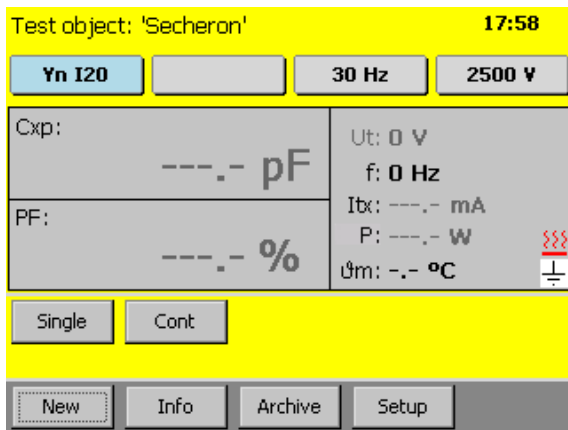 Test object: 'Secheron' 17:58
Yn I20 30 Hz 2500 V
Cxp:
---.- pF
PF:
---.- %
Ut: 0 V
f: 0 Hz
Itx: ---.- mA
P: ---.- W
ϑm: -.- ºC
Single Cont
New Info Archive Setup